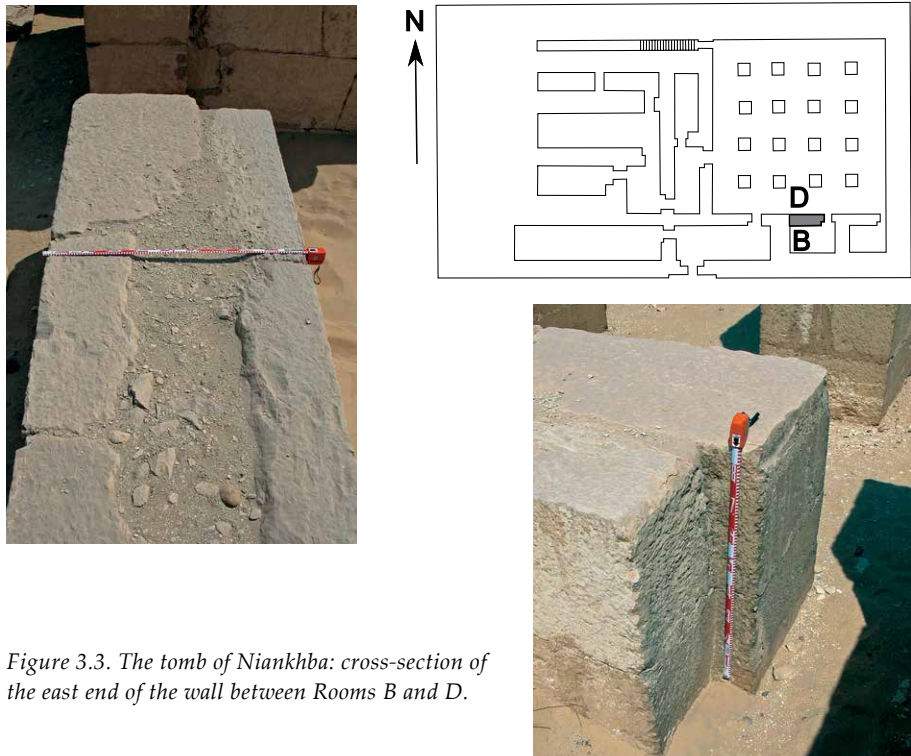 N
D
B
Figure 3.3. The tomb of Niankhba: cross-section of
the east end of the wall between Rooms B and D.